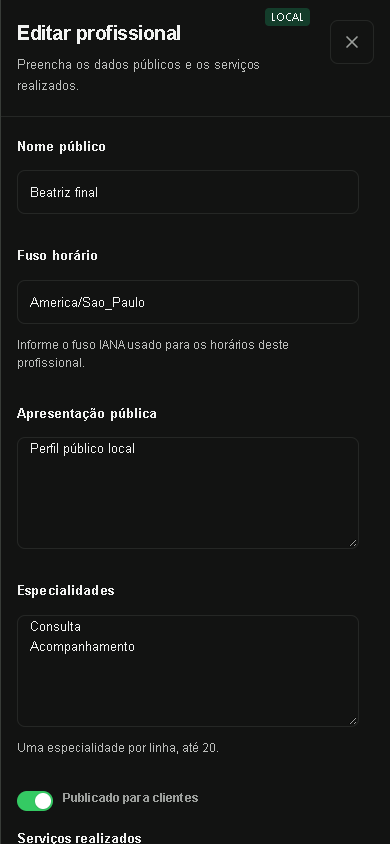 LOCAL
Editar profissional
Preencha os dados públicos e os serviços
realizados.
Nome público
Beatriz final
Fuso horário
America/Sao_Paulo
Informe o fuso IANA usado para os horários deste
profissional.
Apresentação pública
Perfil público local
Especialidades
Consulta
Acompanhamento
Uma especialidade por linha, até 20.
Publicado para clientes
Serviços realizados